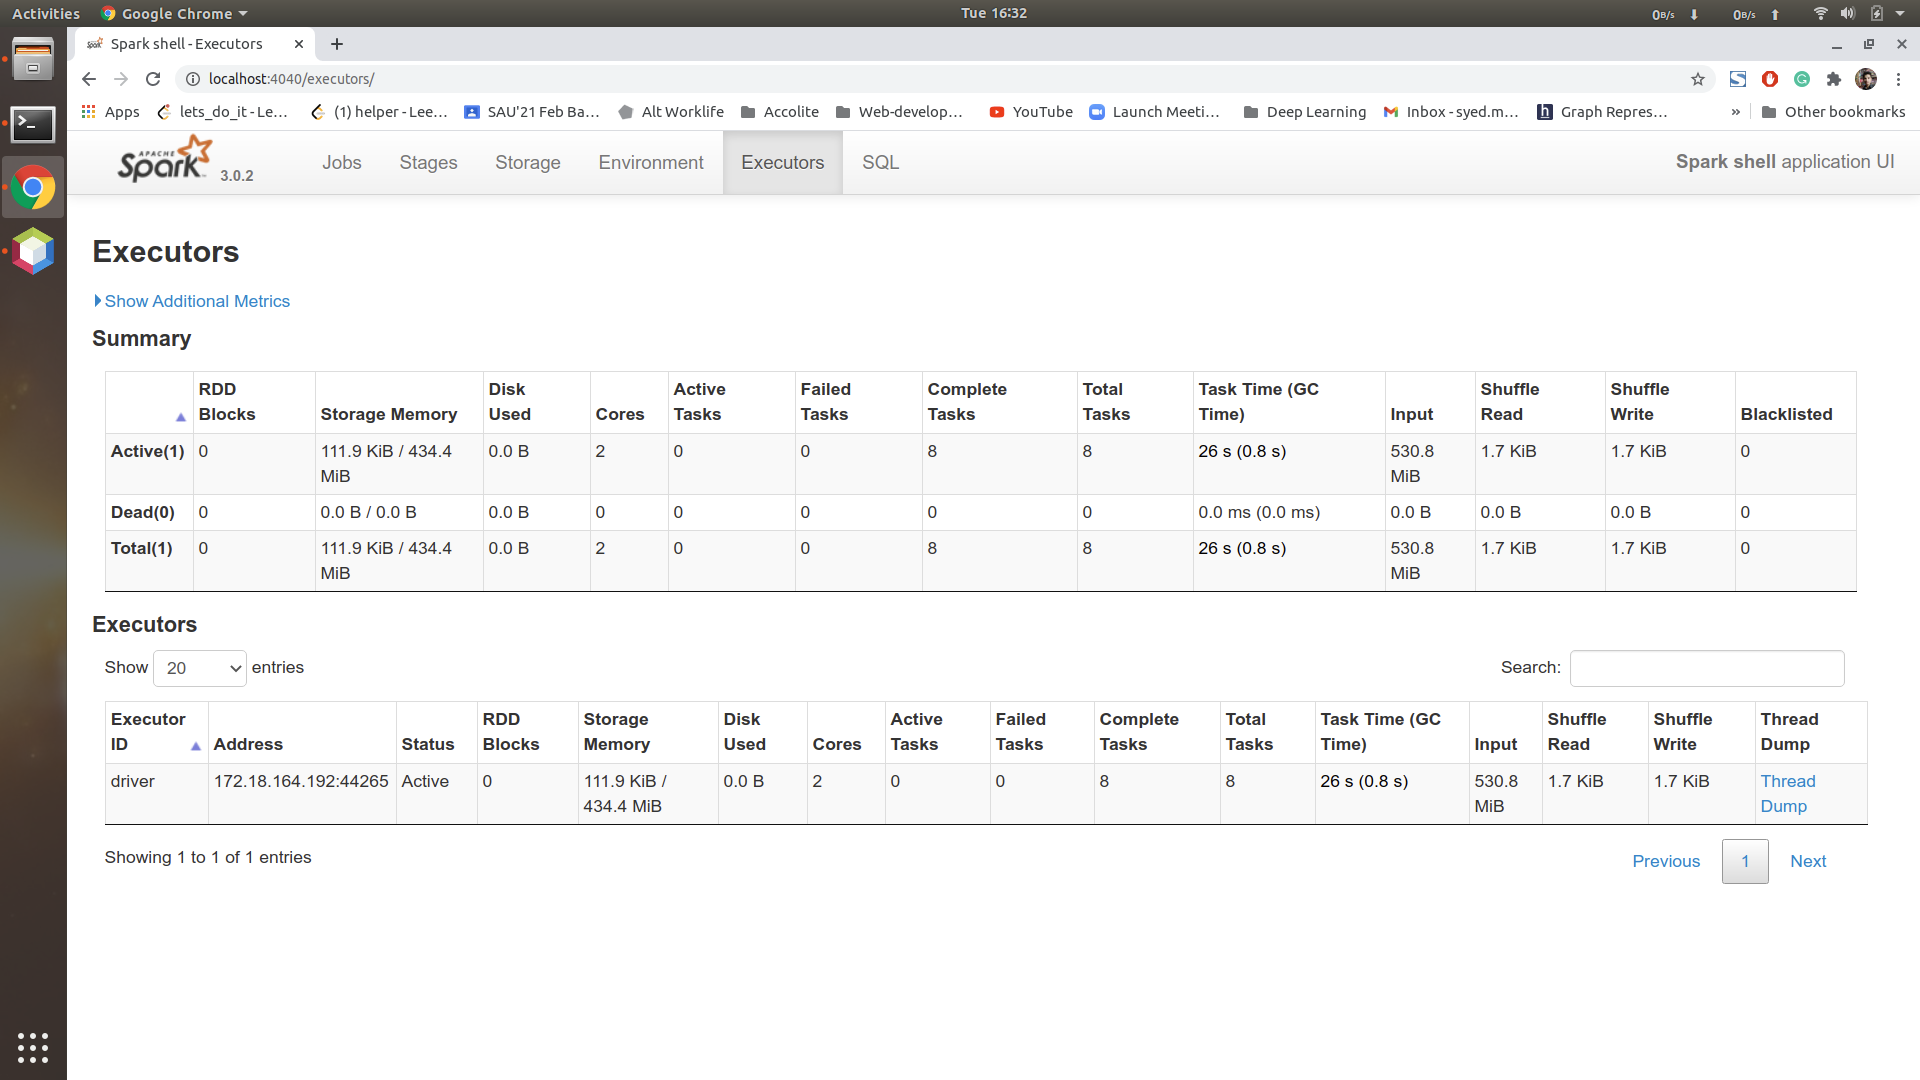 Activities Google Chrome Tue 16:32 0B/s 0B/s
Spark shell - Executors
localhost:4040/executors/
Apps lets_do_it - Le... (1) helper - Lee... SAU'21 Feb Ba... Alt Worklife Accolite Web-develop... YouTube Launch Meeti... Deep Learning Inbox - syed.m... Graph Repres... » Other bookmarks
APACHE Spark 3.0.2 Jobs Stages Storage Environment Executors SQL Spark shell application UI
Executors
Show Additional Metrics
Summary
RDD Blocks Storage Memory Disk Used Cores Active Tasks Failed Tasks Complete Tasks Total Tasks Task Time (GC Time) Input Shuffle Read Shuffle Write Blacklisted
Active(1) 0 111.9 KiB / 434.4 MiB 0.0 B 2 0 0 8 8 26 s (0.8 s) 530.8 MiB 1.7 KiB 1.7 KiB 0
Dead(0) 0 0.0 B / 0.0 B 0.0 B 0 0 0 0 0 0.0 ms (0.0 ms) 0.0 B 0.0 B 0.0 B 0
Total(1) 0 111.9 KiB / 434.4 MiB 0.0 B 2 0 0 8 8 26 s (0.8 s) 530.8 MiB 1.7 KiB 1.7 KiB 0
Executors
Show 20 entries Search:
Executor ID Address Status RDD Blocks Storage Memory Disk Used Cores Active Tasks Failed Tasks Complete Tasks Total Tasks Task Time (GC Time) Input Shuffle Read Shuffle Write Thread Dump
driver 172.18.164.192:44265 Active 0 111.9 KiB / 434.4 MiB 0.0 B 2 0 0 8 8 26 s (0.8 s) 530.8 MiB 1.7 KiB 1.7 KiB Thread Dump
Showing 1 to 1 of 1 entries Previous 1 Next